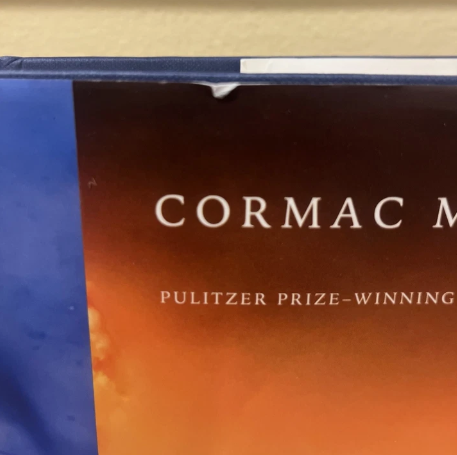 CORMAC M
PULITZER PRIZE–WINNING